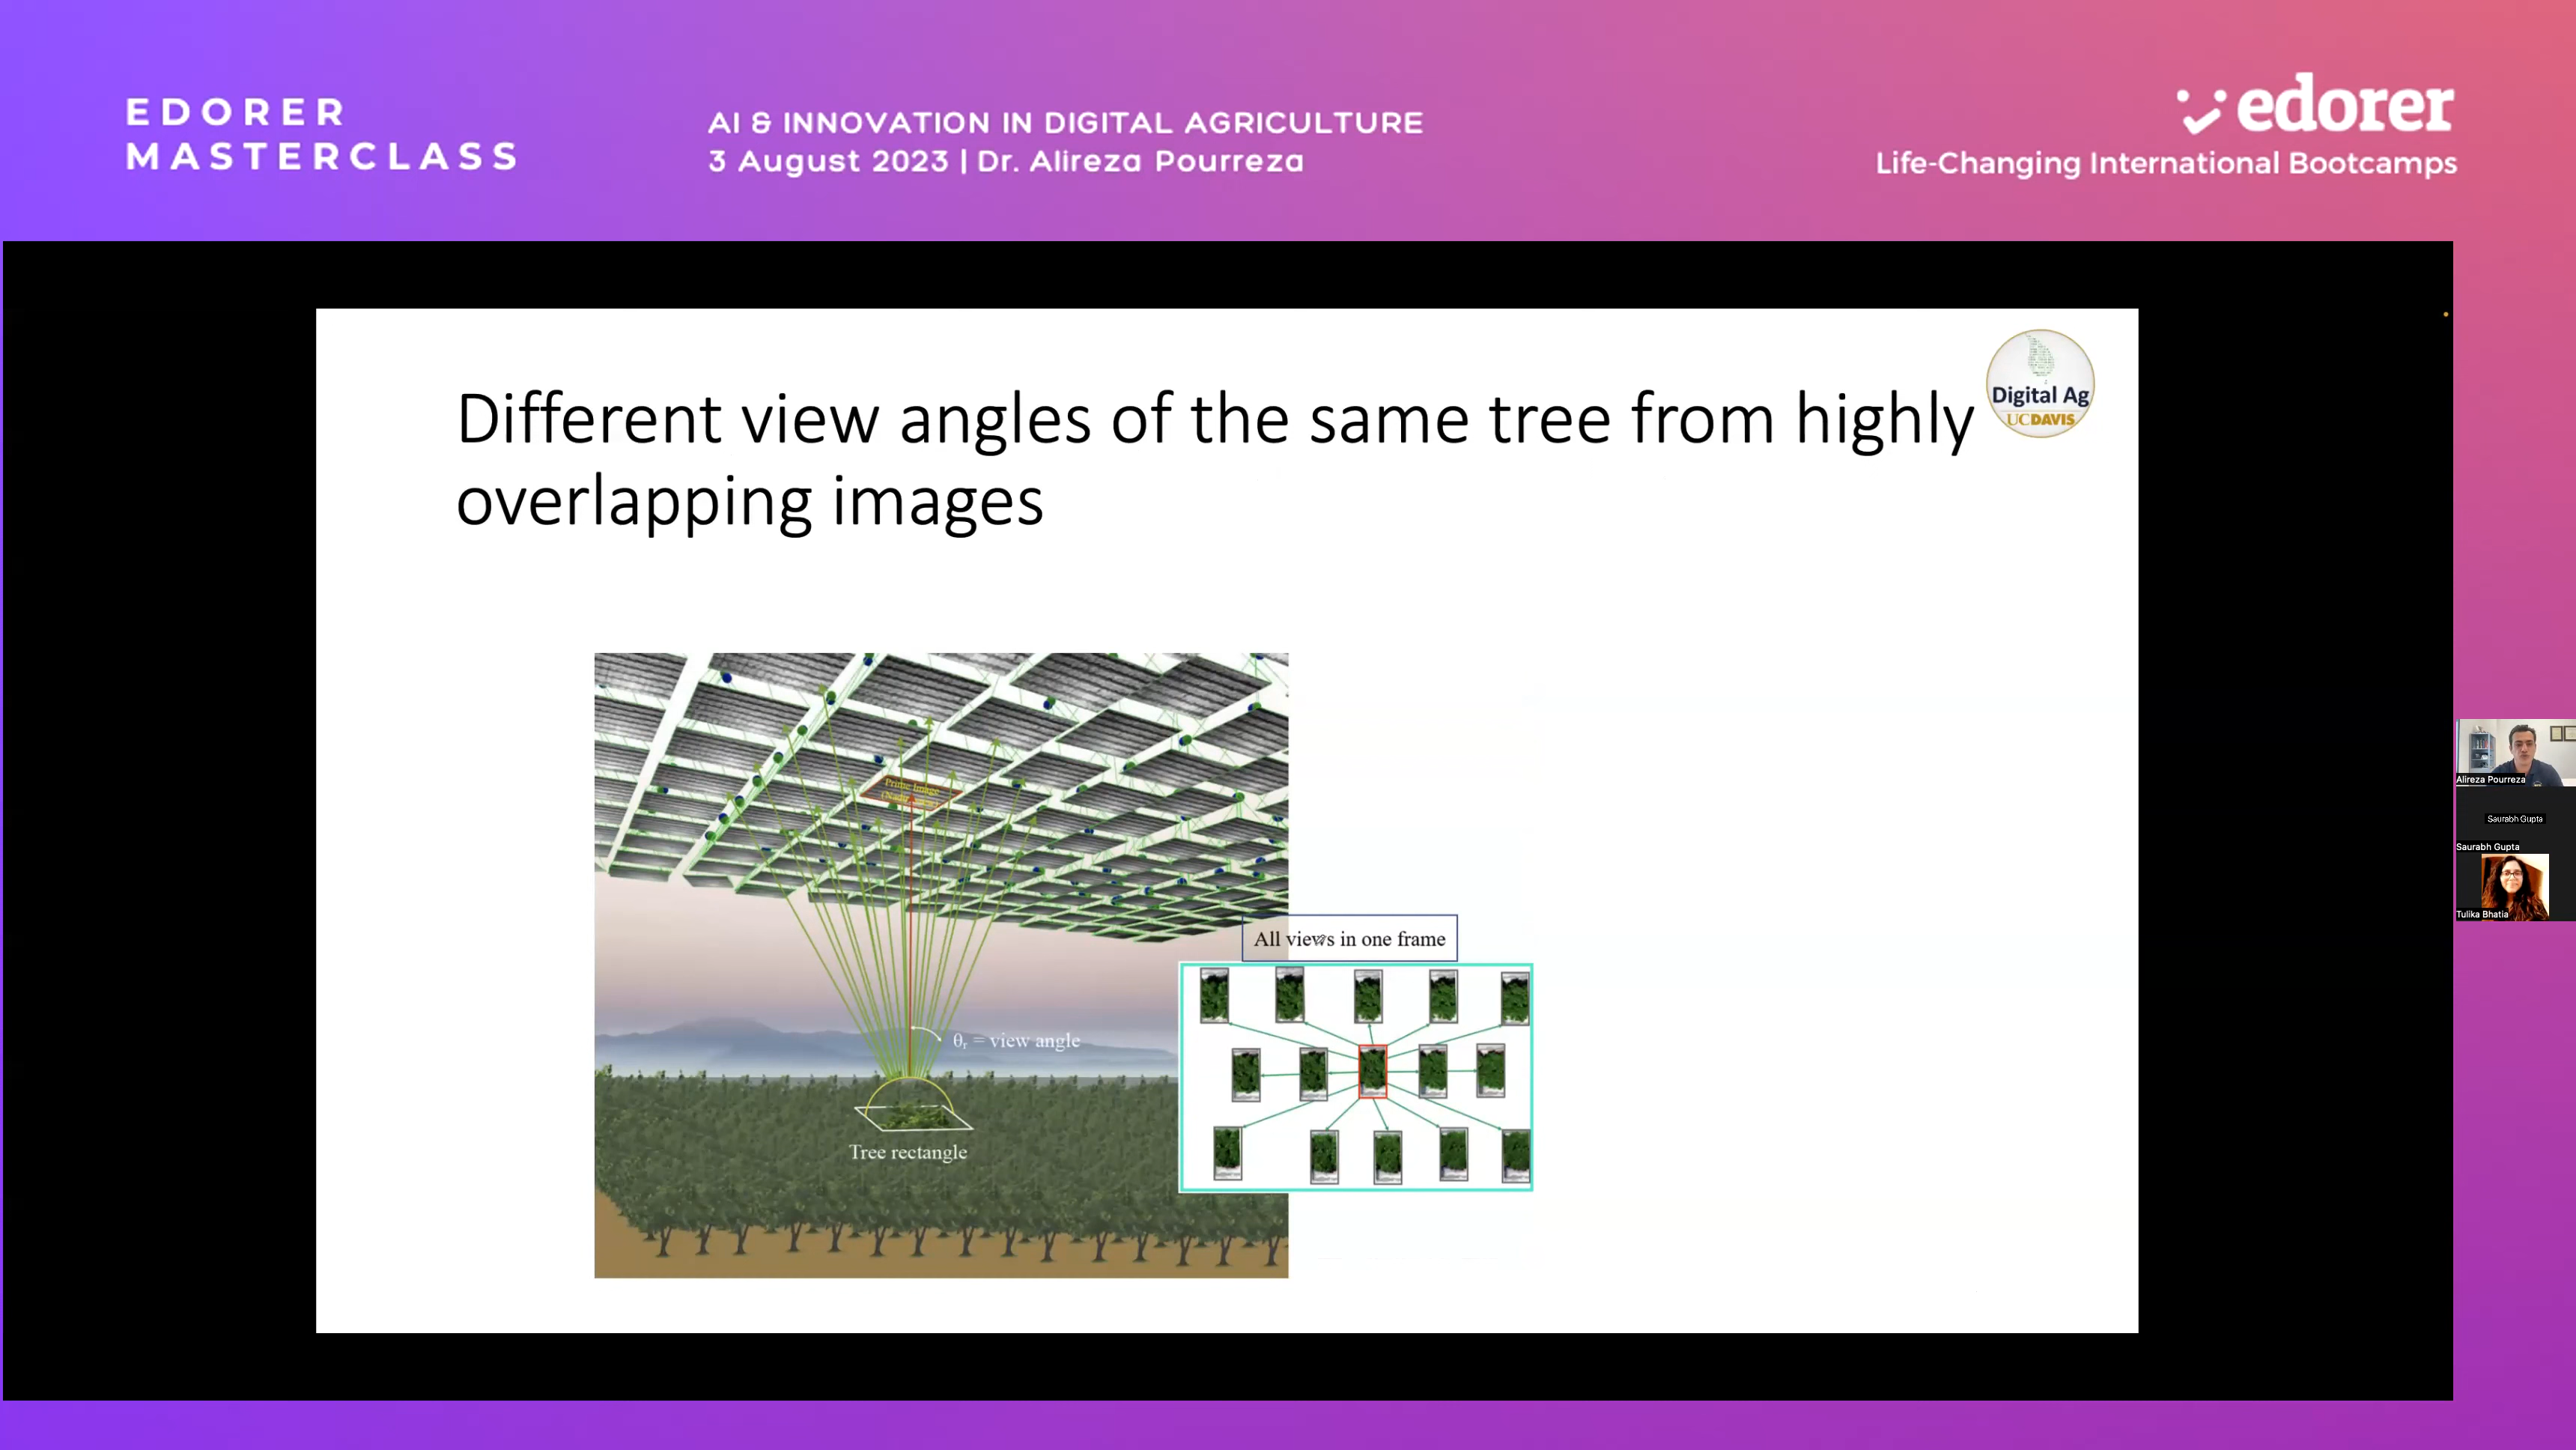 EDORER
MASTERCLASS
AI & INNOVATION IN DIGITAL AGRICULTURE
3 August 2023 | Dr. Alireza Pourreza
edorer
Life-Changing International Bootcamps
Different view angles of the same tree from highly
overlapping images
Digital Ag
UCDAVIS
Prime Image
θr = view angle
Tree rectangle
All views in one frame
Alireza Pourreza
Saurabh Gupta
Saurabh Gupta
Tulika Bhatia